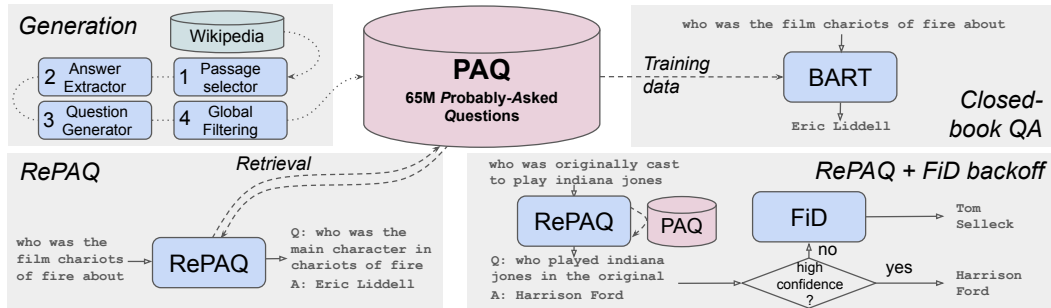 Generation
Wikipedia
2 Answer
Extractor
1 Passage
selector
3 Question
Generator
4 Global
Filtering
PAQ
65M Probably-Asked
Questions
Training
data
who was the film chariots of fire about
BART
Eric Liddell
Closed-
book QA
RePAQ
Retrieval
who was the
film chariots
of fire about
RePAQ
Q: who was the
main character in
chariots of fire
A: Eric Liddell
RePAQ + FiD backoff
who was originally cast
to play indiana jones
RePAQ
PAQ
Q: who played indiana
jones in the original
A: Harrison Ford
FiD
Tom
Selleck
no
high
confidence
?
yes
Harrison
Ford